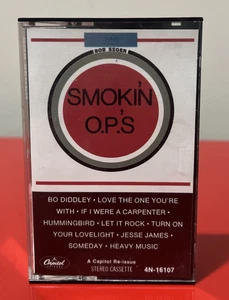 BOB SEGER
SMOKIN'
O.P.'S
BO DIDDLEY • LOVE THE ONE YOU'RE
WITH • IF I WERE A CARPENTER •
HUMMINGBIRD • LET IT ROCK • TURN ON
YOUR LOVELIGHT • JESSE JAMES •
SOMEDAY • HEAVY MUSIC
Capitol
A Capitol Re-issue
STEREO CASSETTE
4N-16107